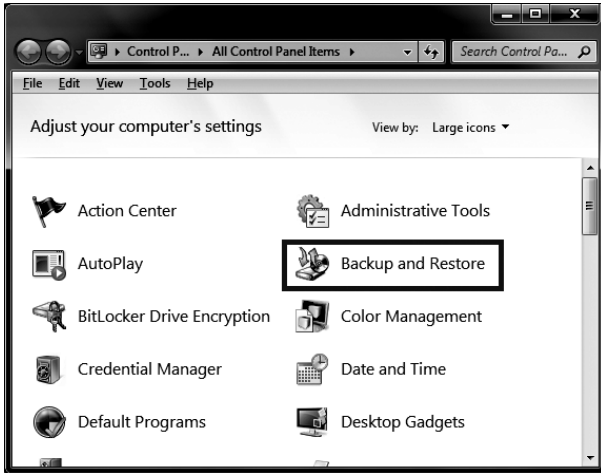 Control P... All Control Panel Items Search Control Pa...
File Edit View Tools Help
Adjust your computer's settings View by: Large icons
Action Center Administrative Tools
AutoPlay Backup and Restore
BitLocker Drive Encryption Color Management
Credential Manager Date and Time
Default Programs Desktop Gadgets